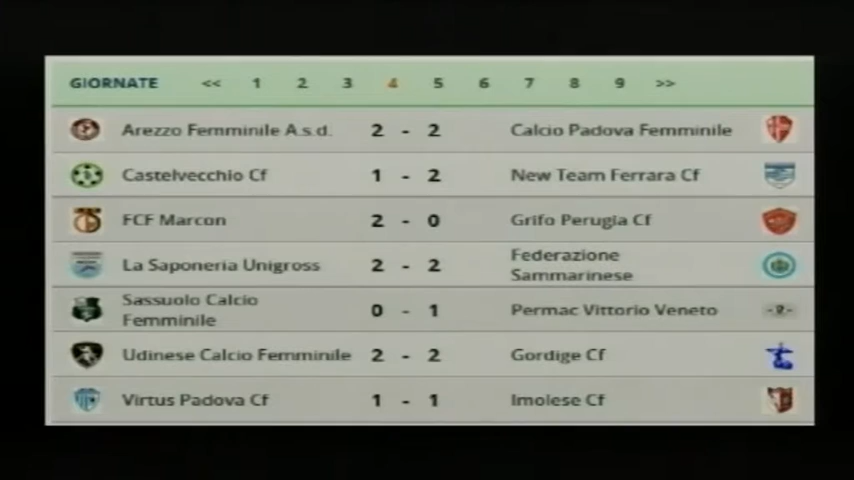 GIORNATE << 1 2 3 4 5 6 7 8 9 >>
Arezzo Femminile A.s.d. 2 - 2 Calcio Padova Femminile
Castelvecchio Cf 1 - 2 New Team Ferrara Cf
FCF Marcon 2 - 0 Grifo Perugia Cf
La Saponeria Unigross 2 - 2 Federazione
Sammarinese
Sassuolo Calcio
Femminile 0 - 1 Permac Vittorio Veneto
Udinese Calcio Femminile 2 - 2 Gordige Cf
Virtus Padova Cf 1 - 1 Imolese Cf